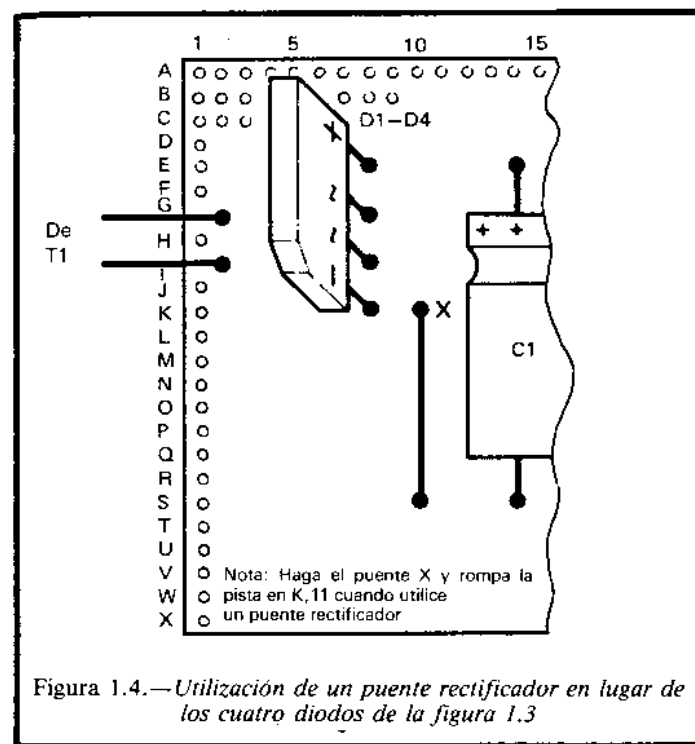 1 5 10 15
A
B
C D1–D4
D
E
F
G
De
T1
H
I
J
K X
L
M C1
N
O
P
Q
R
S
T
U
V Nota: Haga el puente X y rompa la
W pista en K,11 cuando utilice
X un puente rectificador
+ ~ ~ –
+ +
Figura 1.4.—Utilización de un puente rectificador en lugar de
los cuatro diodos de la figura 1.3